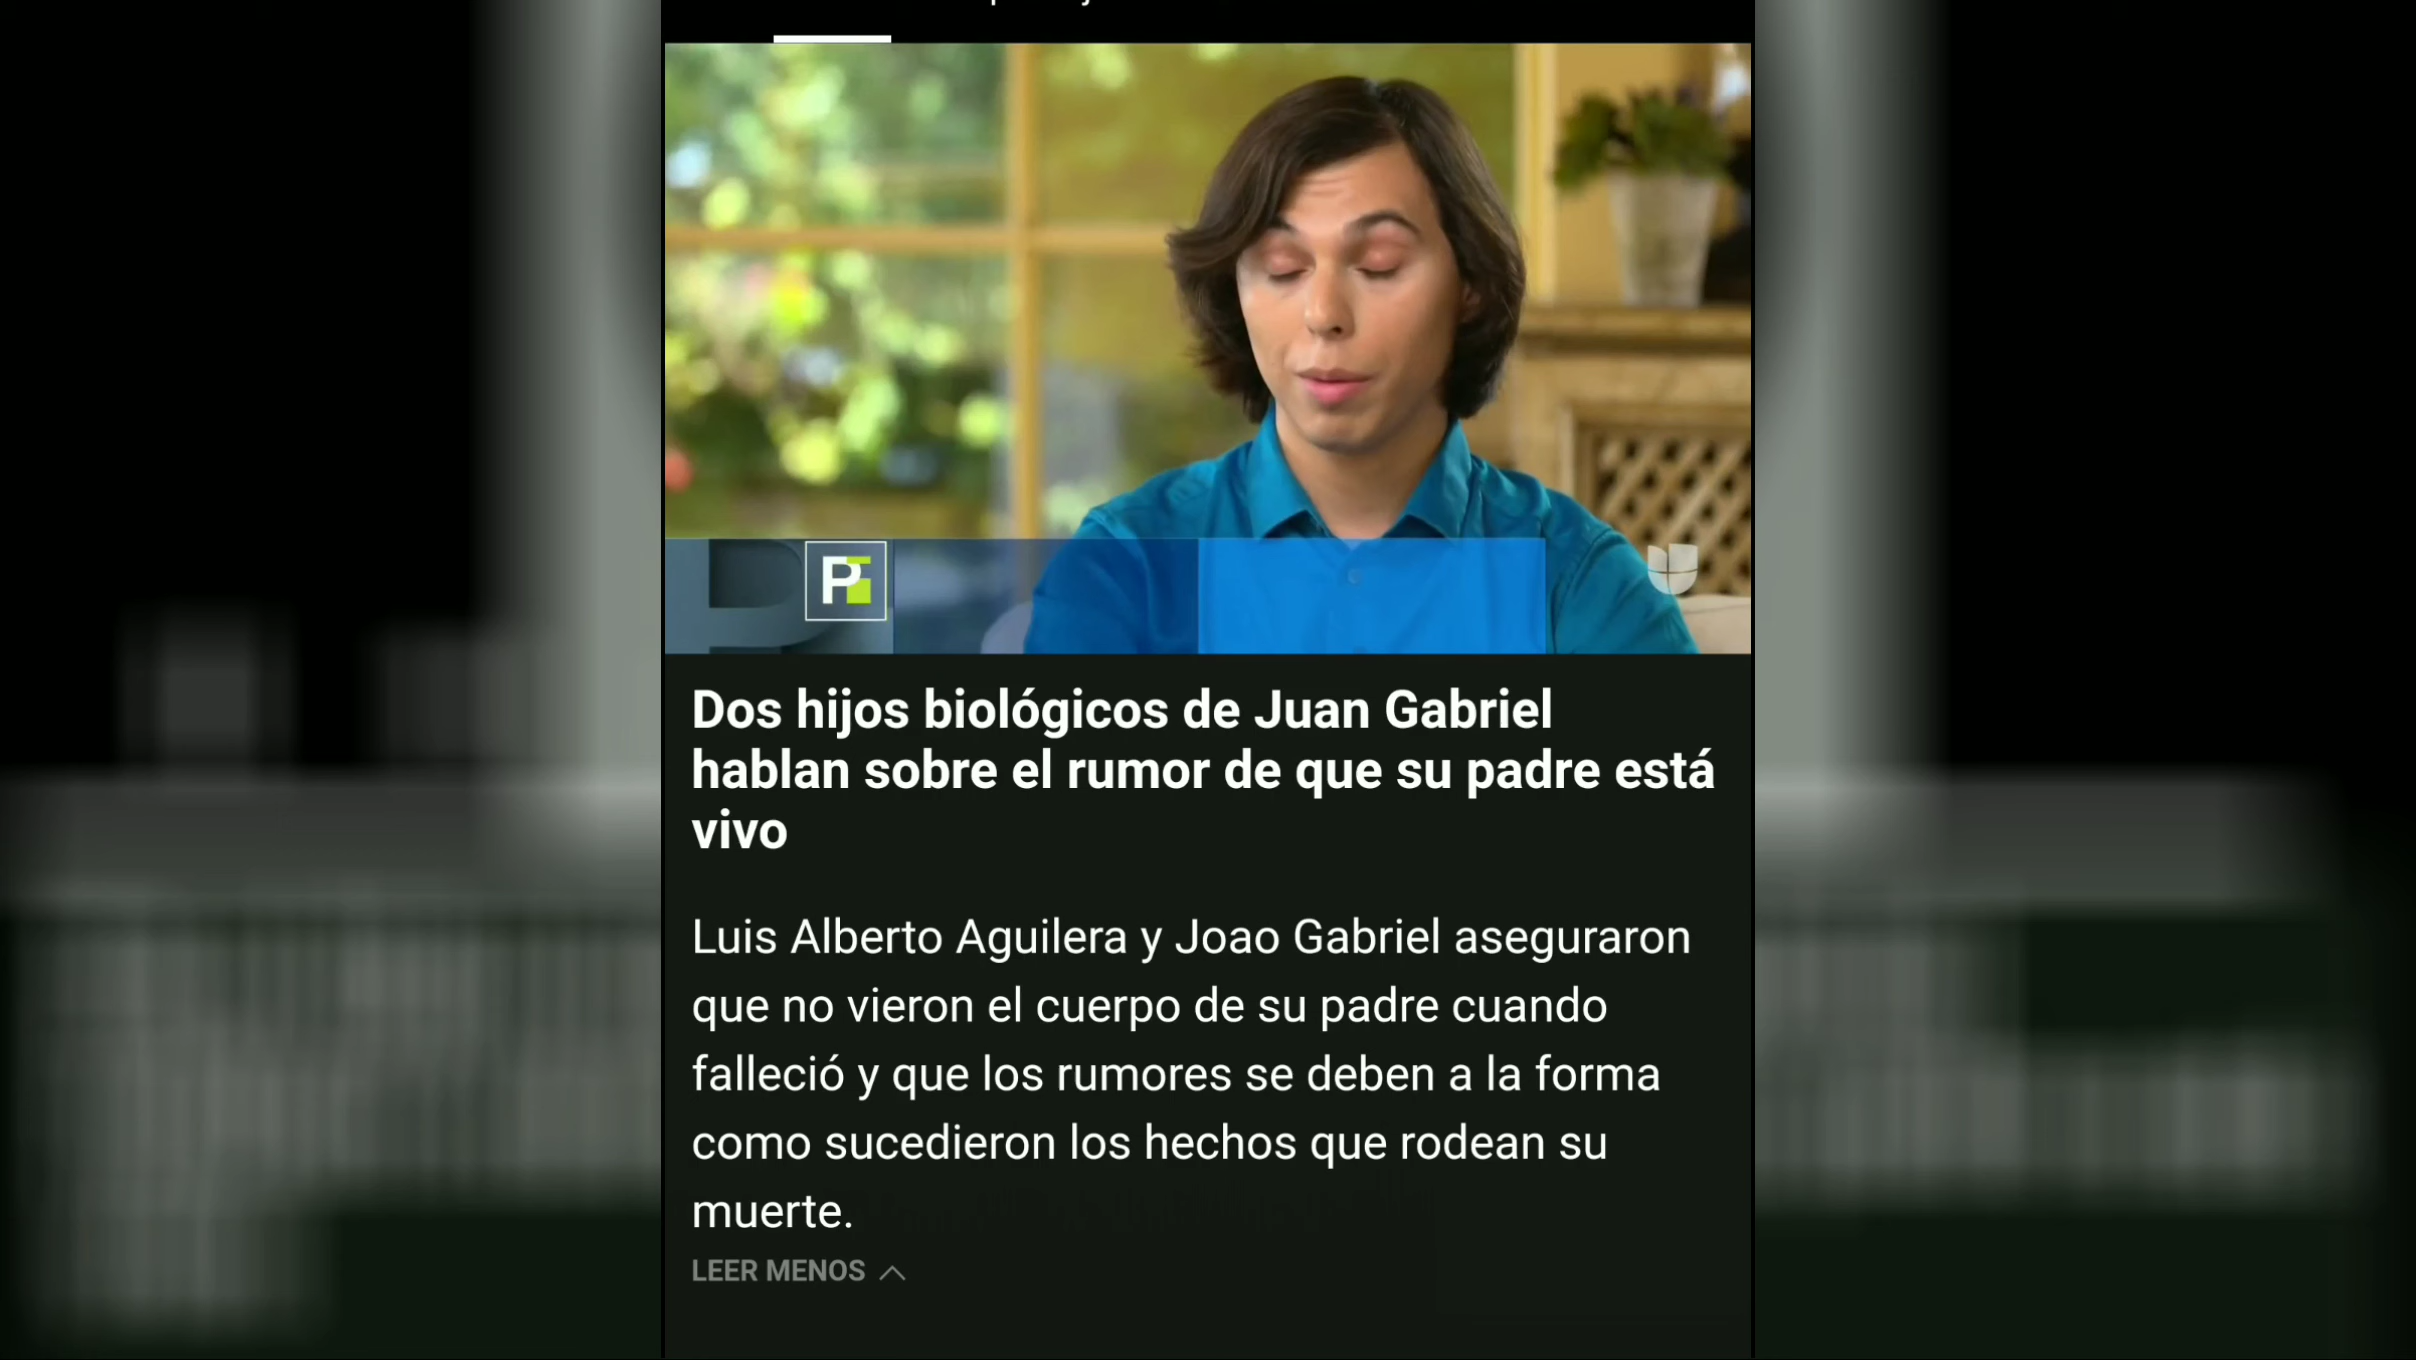 Dos hijos biológicos de Juan Gabriel
hablan sobre el rumor de que su padre está
vivo
Luis Alberto Aguilera y Joao Gabriel aseguraron
que no vieron el cuerpo de su padre cuando
falleció y que los rumores se deben a la forma
como sucedieron los hechos que rodean su
muerte.
LEER MENOS